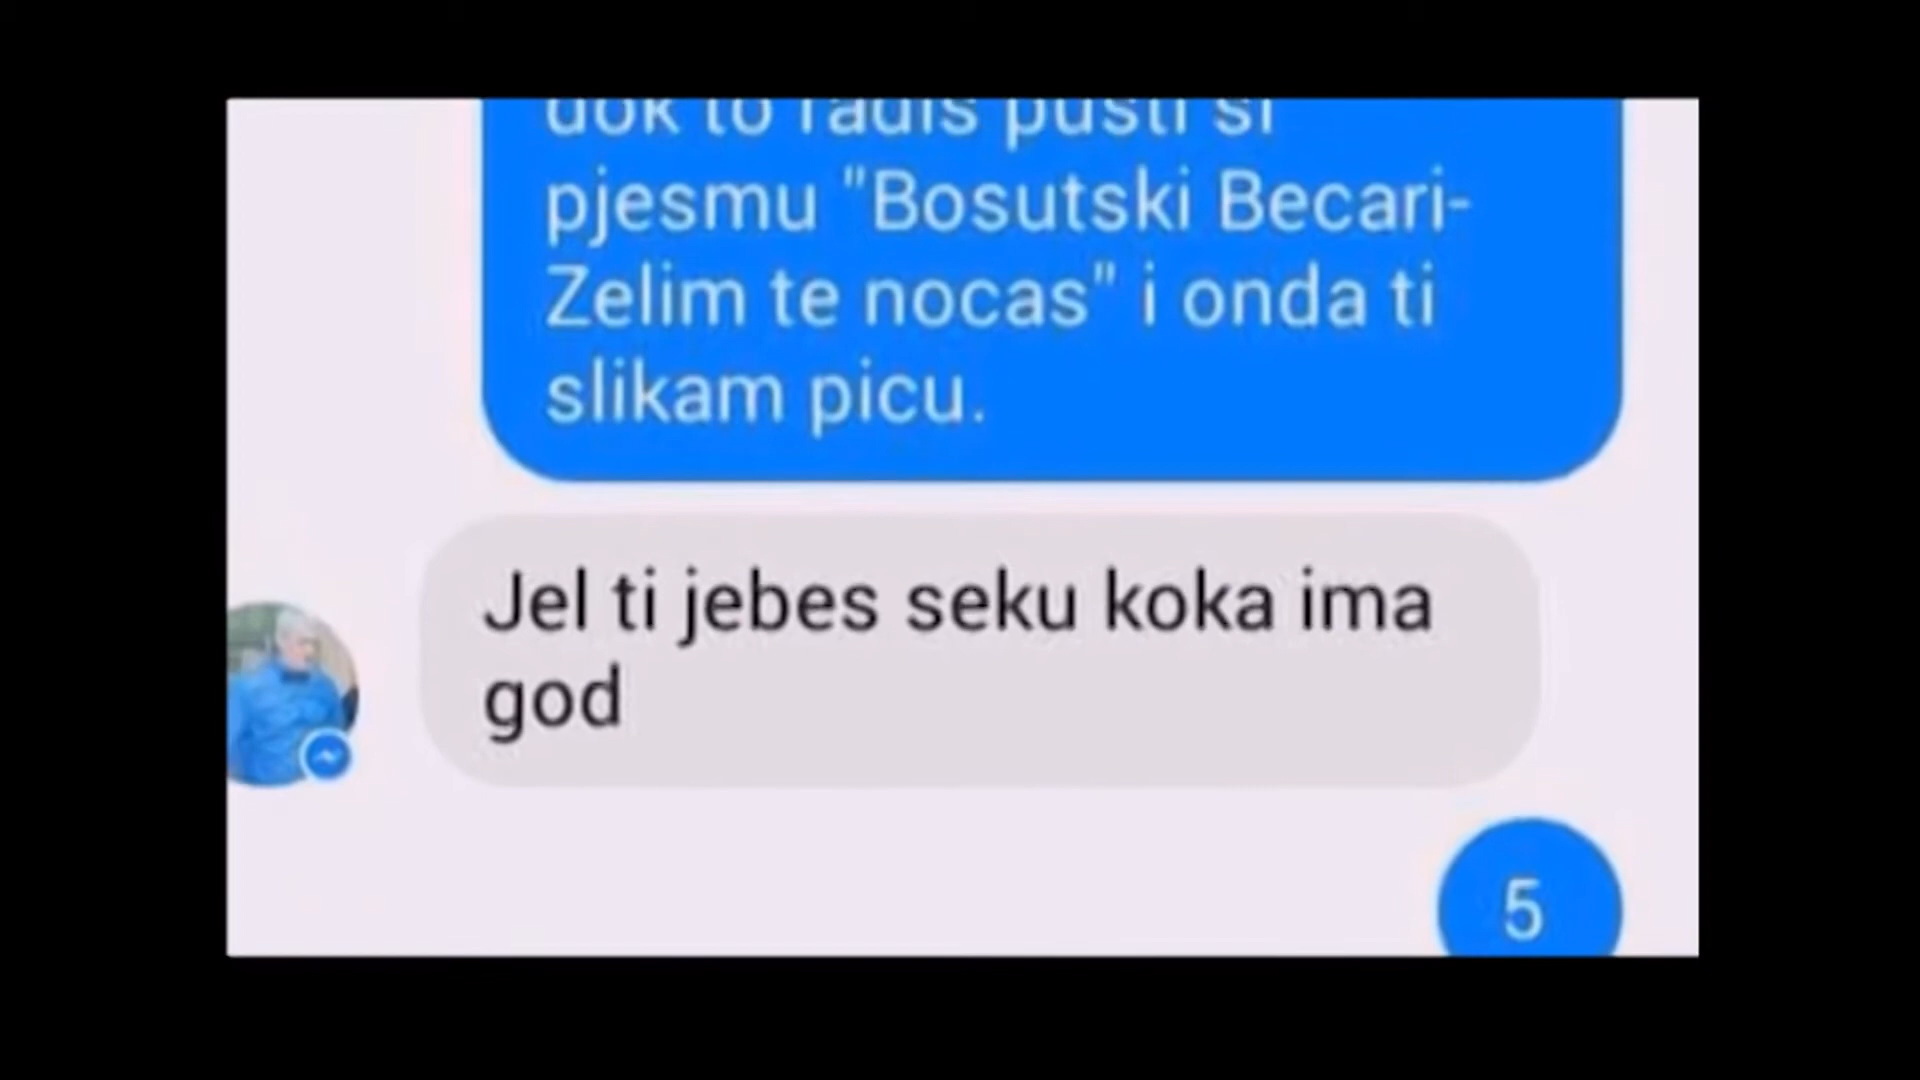 dok to radis pusti si
pjesmu "Bosutski Becari-
Zelim te nocas" i onda ti
slikam picu.
Jel ti jebes seku koka ima
god
5